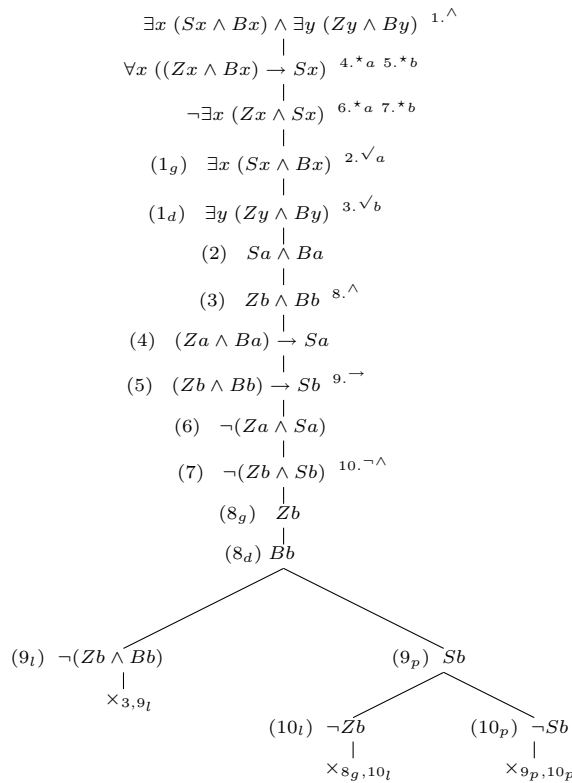 ∃x (Sx ∧ Bx) ∧ ∃y (Zy ∧ By) 1.∧
∀x ((Zx ∧ Bx) → Sx) 4.⋆a 5.⋆b
¬∃x (Zx ∧ Sx) 6.⋆a 7.⋆b
(1g) ∃x (Sx ∧ Bx) 2.√a
(1d) ∃y (Zy ∧ By) 3.√b
(2) Sa ∧ Ba
(3) Zb ∧ Bb 8.∧
(4) (Za ∧ Ba) → Sa
(5) (Zb ∧ Bb) → Sb 9.→
(6) ¬(Za ∧ Sa)
(7) ¬(Zb ∧ Sb) 10.¬∧
(8g) Zb
(8d) Bb
(9l) ¬(Zb ∧ Bb) (9p) Sb
×3,9l
(10l) ¬Zb (10p) ¬Sb
×8g,10l ×9p,10p